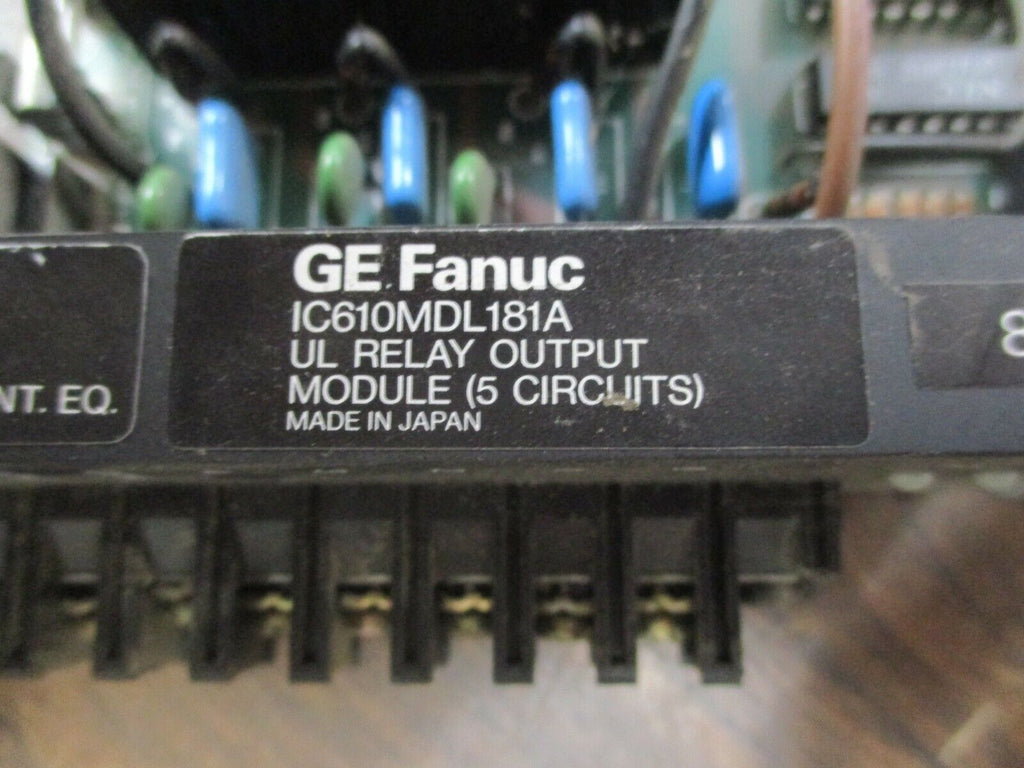 GE Fanuc
IC610MDL181A
UL RELAY OUTPUT
MODULE (5 CIRCUITS)
MADE IN JAPAN
NT. EQ.
8